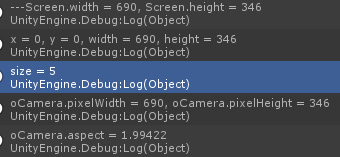 ---Screen.width = 690, Screen.height = 346
UnityEngine.Debug:Log(Object)
x = 0, y = 0, width = 690, height = 346
UnityEngine.Debug:Log(Object)
size = 5
UnityEngine.Debug:Log(Object)
oCamera.pixelWidth = 690, oCamera.pixelHeight = 346
UnityEngine.Debug:Log(Object)
oCamera.aspect = 1.99422
UnityEngine.Debug:Log(Object)